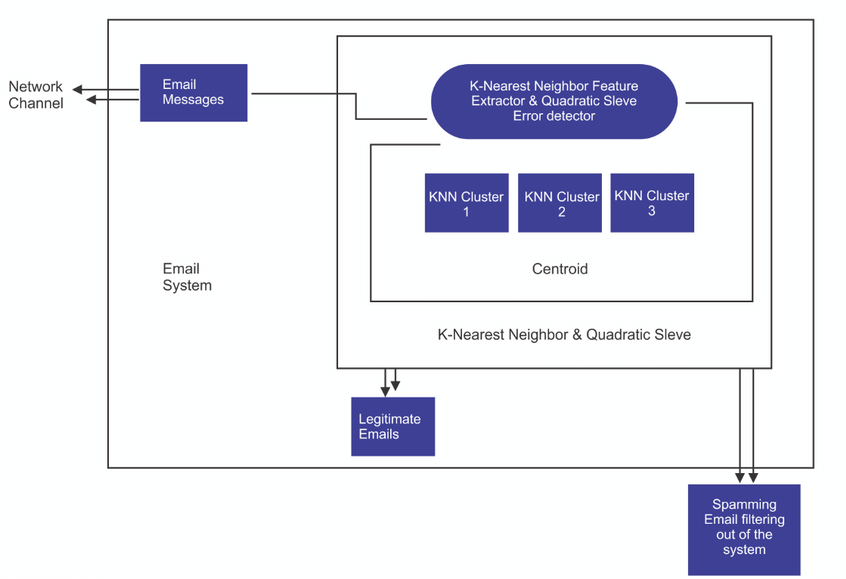 Network
Channel
Email
Messages
K-Nearest Neighbor Feature
Extractor & Quadratic Sleve
Error detector
KNN Cluster
1
KNN Cluster
2
KNN Cluster
3
Centroid
Email
System
K-Nearest Neighbor & Quadratic Sleve
Legitimate
Emails
Spamming
Email filtering
out of the
system